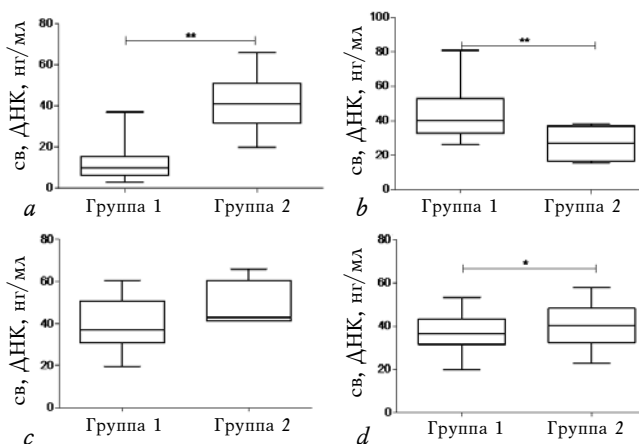 80
60
40
20
0
св, ДНК, нг/мл
**
Группа 1
Группа 2
a
100
80
60
40
20
0
св, ДНК, нг/мл
**
Группа 1
Группа 2
b
80
60
40
20
0
св, ДНК, нг/мл
Группа 1
Группа 2
c
80
60
40
20
0
св, ДНК, нг/мл
*
Группа 1
Группа 2
d